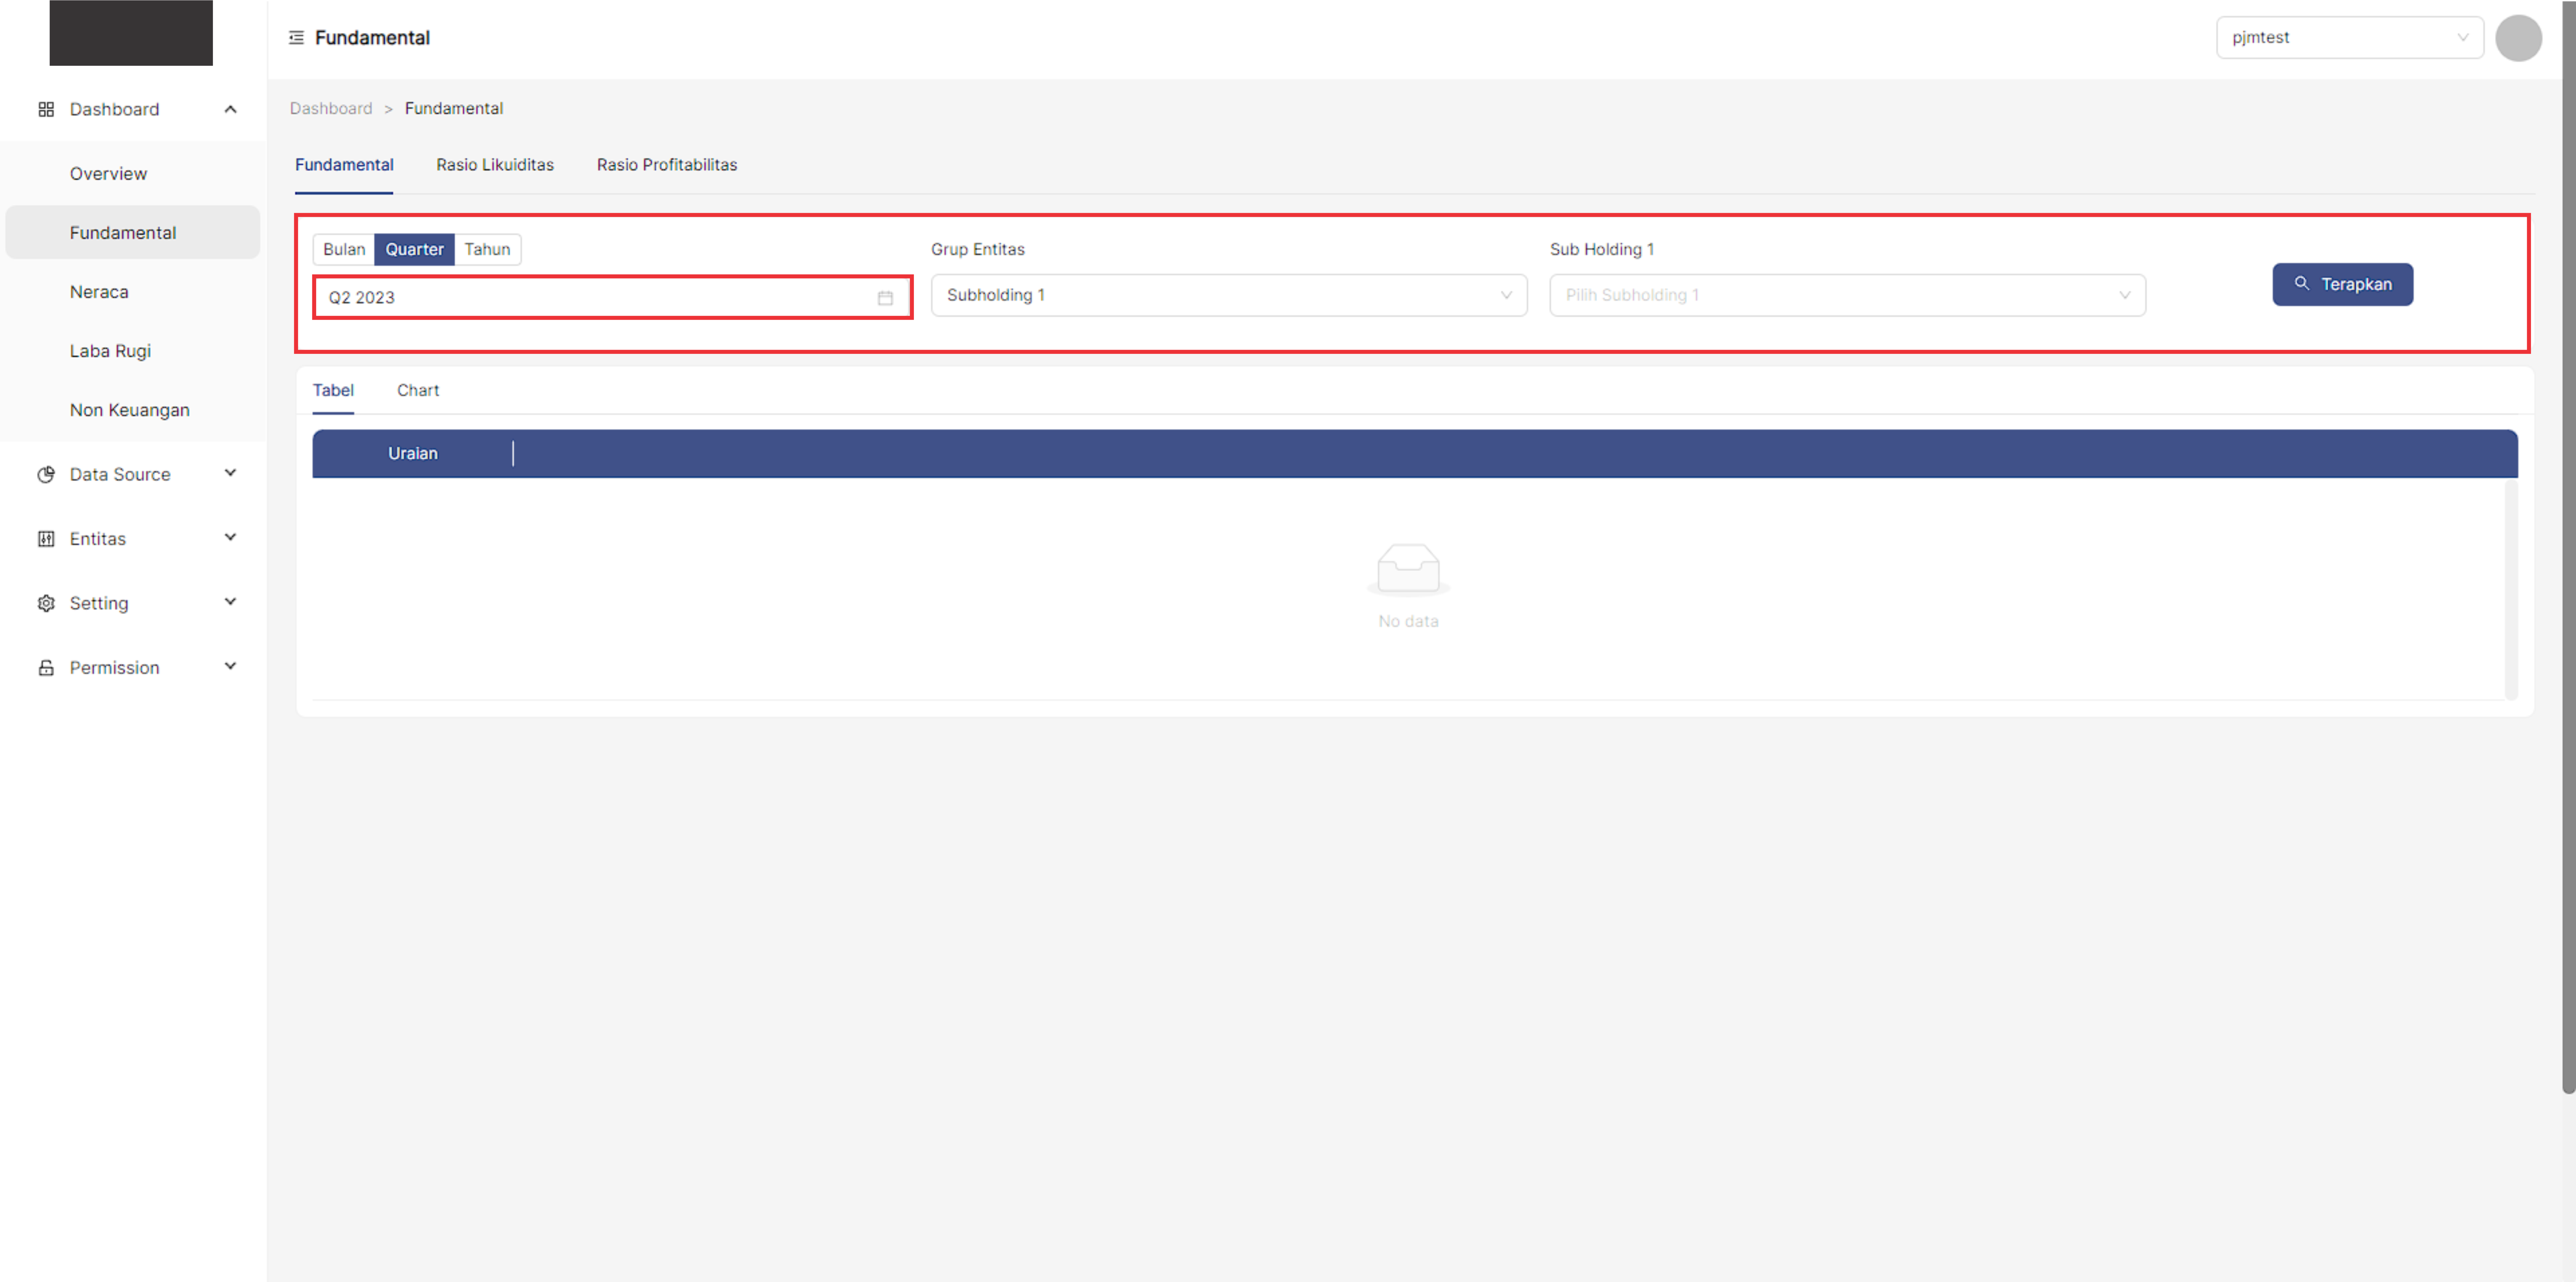 Fundamental
pjmtest
Dashboard
Overview
Fundamental
Neraca
Laba Rugi
Non Keuangan
Data Source
Entitas
Setting
Permission
Dashboard > Fundamental
Fundamental Rasio Likuiditas Rasio Profitabilitas
Bulan Quarter Tahun
Q2 2023
Grup Entitas
Subholding 1
Sub Holding 1
Pilih Subholding 1
Terapkan
Tabel Chart
Uraian
No data